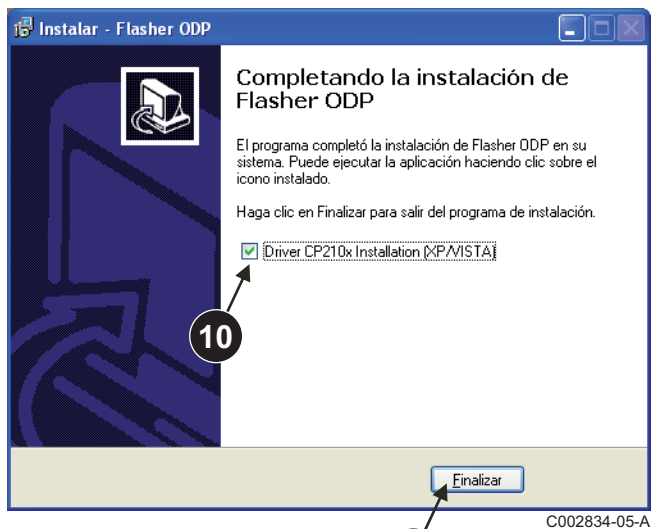 Instalar - Flasher ODP
Completando la instalación de
Flasher ODP
El programa completó la instalación de Flasher ODP en su
sistema. Puede ejecutar la aplicación haciendo clic sobre el
icono instalado.
Haga clic en Finalizar para salir del programa de instalación.
Driver CP210x Installation (XP/VISTA)
10
Finalizar
C002834-05-A